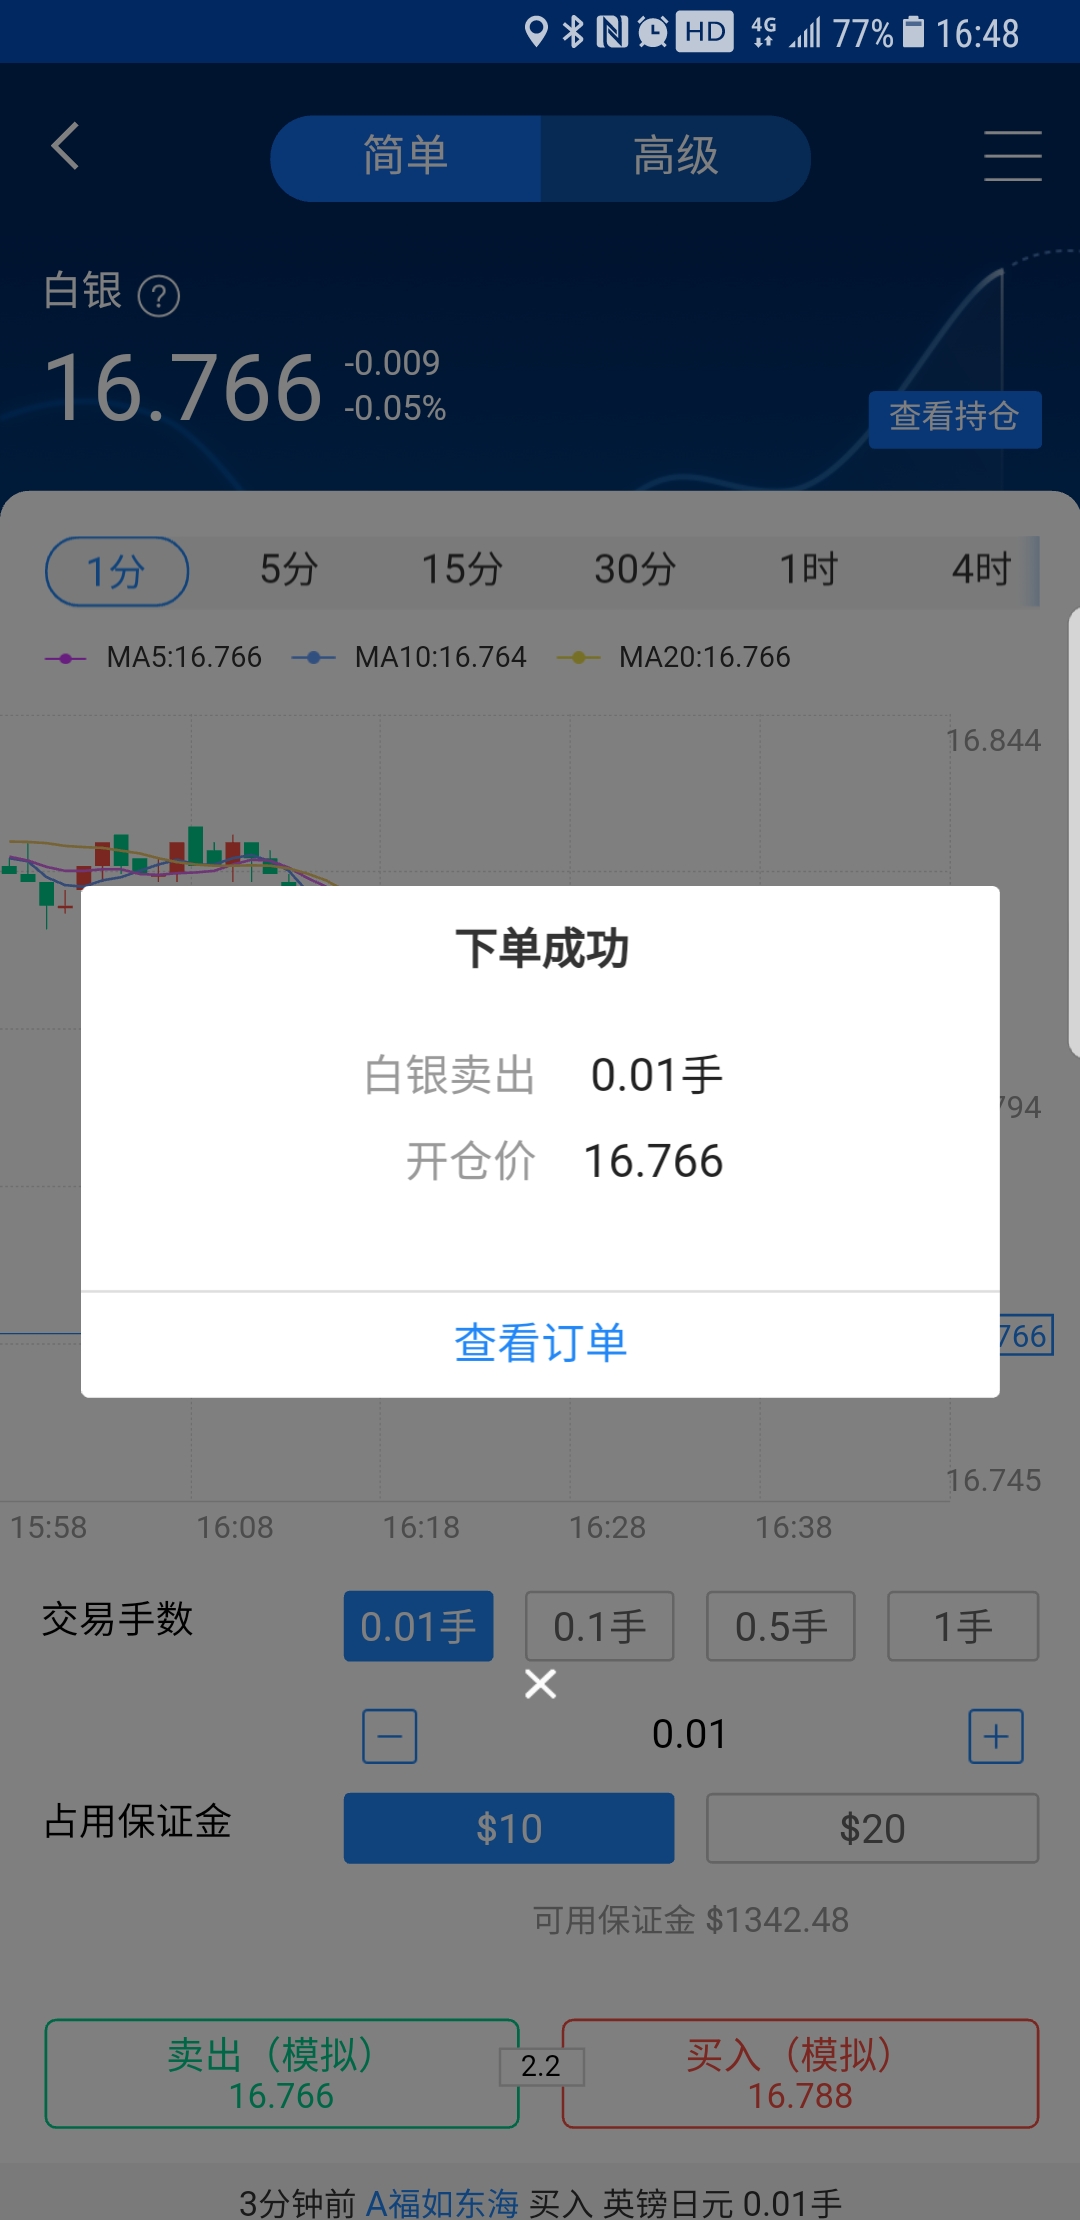 HD 4G 77% 16:48
简单 高级
白银 ?
16.766 -0.009
-0.05%
查看持仓
1分 5分 15分 30分 1时 4时
MA5:16.766 MA10:16.764 MA20:16.766
16.844
下单成功
白银卖出 0.01手
794
开仓价 16.766
766
查看订单
16.745
15:58 16:08 16:18 16:28 16:38
交易手数 0.01手 0.1手 0.5手 1手
0.01
占用保证金 $10 $20
可用保证金 $1342.48
卖出（模拟） 2.2 买入（模拟）
16.766 16.788
3分钟前 A福如东海 买入 英镑日元 0.01手